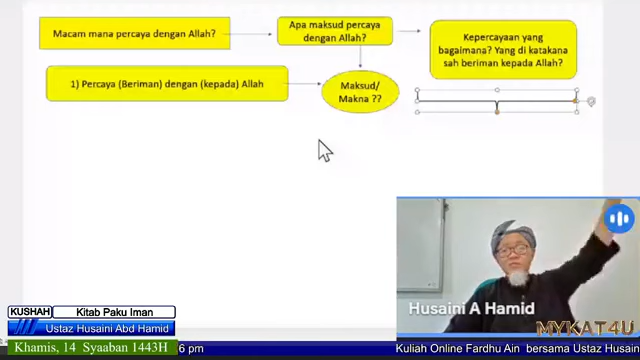 Macam mana percaya dengan Allah?
Apa maksud percaya
dengan Allah?
Kepercayaan yang
bagaimana? Yang di katakana
sah beriman kepada Allah?
1) Percaya (Beriman) dengan (kepada) Allah
Maksud/
Makna ??
Husaini A Hamid
MYKAT4U
KUSHAH
Kitab Paku Iman
Ustaz Husaini Abd Hamid
Khamis, 14 Syaaban 1443H
6 pm
Kuliah Online Fardhu Ain bersama Ustaz Husain